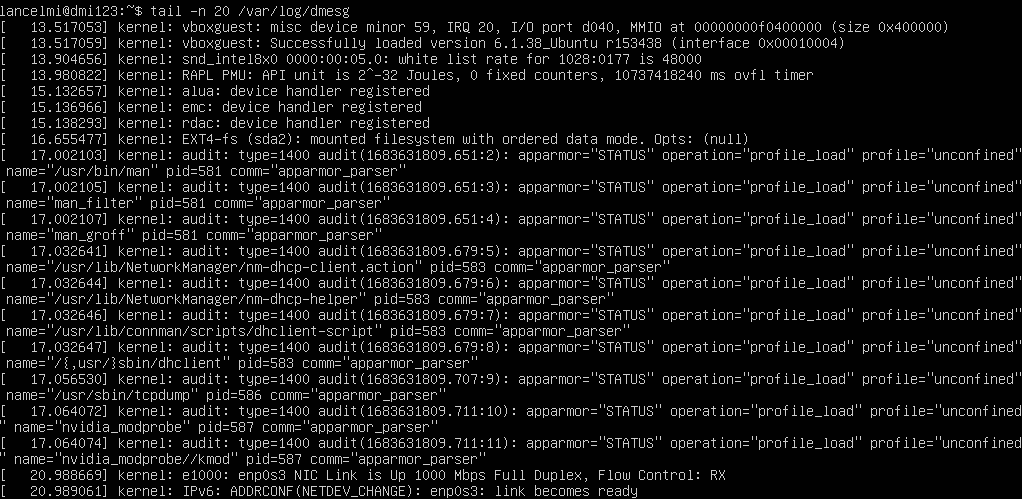 lancelmi@dmi123:~$ tail -n 20 /var/log/dmesg
[   13.517053] kernel: vboxguest: misc device minor 59, IRQ 20, I/O port d040, MMIO at 00000000f0400000 (size 0x400000)
[   13.517059] kernel: vboxguest: Successfully loaded version 6.1.38_Ubuntu r153438 (interface 0x00010004)
[   13.904656] kernel: snd_intel8x0 0000:00:05.0: white list rate for 1028:0177 is 48000
[   13.980822] kernel: RAPL PMU: API unit is 2^-32 Joules, 0 fixed counters, 10737418240 ms ovfl timer
[   15.132657] kernel: alua: device handler registered
[   15.136966] kernel: emc: device handler registered
[   15.138293] kernel: rdac: device handler registered
[   16.655477] kernel: EXT4-fs (sda2): mounted filesystem with ordered data mode. Opts: (null)
[   17.002103] kernel: audit: type=1400 audit(1683631809.651:2): apparmor="STATUS" operation="profile_load" profile="unconfined"
 name="/usr/bin/man" pid=581 comm="apparmor_parser"
[   17.002105] kernel: audit: type=1400 audit(1683631809.651:3): apparmor="STATUS" operation="profile_load" profile="unconfined"
 name="man_filter" pid=581 comm="apparmor_parser"
[   17.002107] kernel: audit: type=1400 audit(1683631809.651:4): apparmor="STATUS" operation="profile_load" profile="unconfined"
 name="man_groff" pid=581 comm="apparmor_parser"
[   17.032641] kernel: audit: type=1400 audit(1683631809.679:5): apparmor="STATUS" operation="profile_load" profile="unconfined"
 name="/usr/lib/NetworkManager/nm-dhcp-client.action" pid=583 comm="apparmor_parser"
[   17.032644] kernel: audit: type=1400 audit(1683631809.679:6): apparmor="STATUS" operation="profile_load" profile="unconfined"
 name="/usr/lib/NetworkManager/nm-dhcp-helper" pid=583 comm="apparmor_parser"
[   17.032646] kernel: audit: type=1400 audit(1683631809.679:7): apparmor="STATUS" operation="profile_load" profile="unconfined"
 name="/usr/lib/connman/scripts/dhclient-script" pid=583 comm="apparmor_parser"
[   17.032647] kernel: audit: type=1400 audit(1683631809.679:8): apparmor="STATUS" operation="profile_load" profile="unconfined"
 name="/{,usr/}sbin/dhclient" pid=583 comm="apparmor_parser"
[   17.056530] kernel: audit: type=1400 audit(1683631809.707:9): apparmor="STATUS" operation="profile_load" profile="unconfined"
 name="/usr/sbin/tcpdump" pid=586 comm="apparmor_parser"
[   17.064072] kernel: audit: type=1400 audit(1683631809.711:10): apparmor="STATUS" operation="profile_load" profile="unconfined
" name="nvidia_modprobe" pid=587 comm="apparmor_parser"
[   17.064074] kernel: audit: type=1400 audit(1683631809.711:11): apparmor="STATUS" operation="profile_load" profile="unconfined
" name="nvidia_modprobe//kmod" pid=587 comm="apparmor_parser"
[   20.988669] kernel: e1000: enp0s3 NIC Link is Up 1000 Mbps Full Duplex, Flow Control: RX
[   20.989061] kernel: IPv6: ADDRCONF(NETDEV_CHANGE): enp0s3: link becomes ready